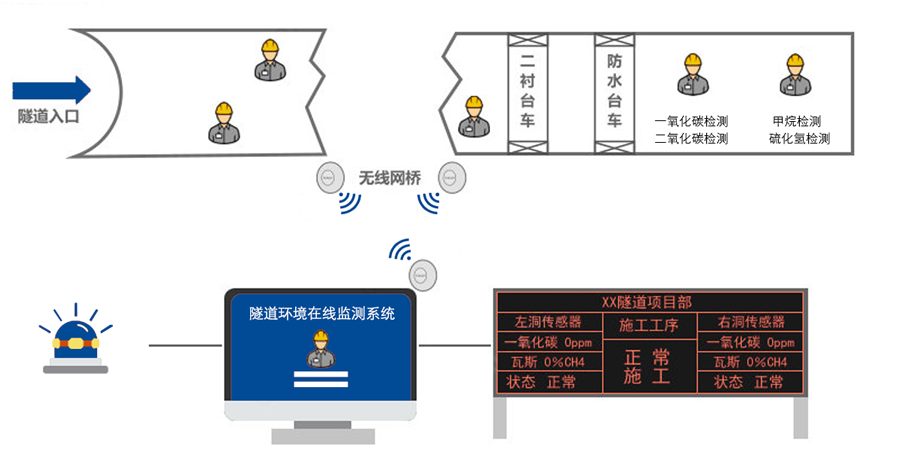 隧道入口
二衬台车
防水台车
一氧化碳检测
二氧化碳检测
甲烷检测
硫化氢检测
无线网桥
隧道环境在线监测系统
XX隧道项目部
左洞传感器
施工工序
右洞传感器
一氧化碳 0ppm
正常
施工
一氧化碳 0ppm
瓦斯 0%CH4
瓦斯 0%CH4
状态 正常
状态 正常